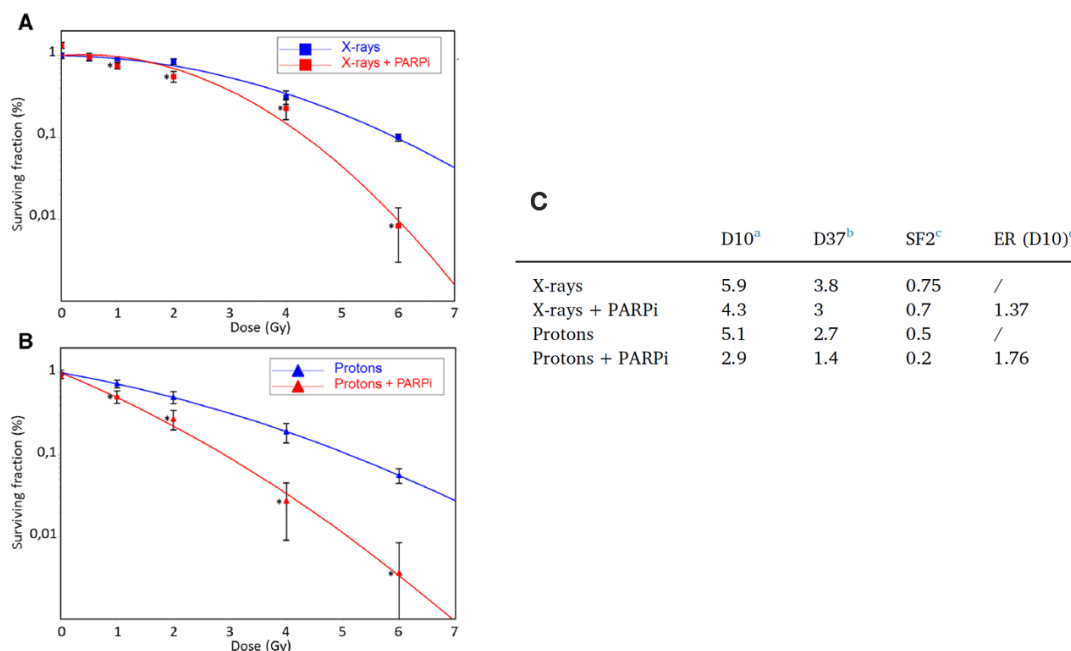 A
X-rays
X-rays + PARPi
Surviving fraction (%)
1
0,1
0,01
0 1 2 3 4 5 6 7
Dose (Gy)
* * * *
B
Protons
Protons + PARPi
Surviving fraction (%)
1
0,1
0,01
0 1 2 3 4 5 6 7
Dose (Gy)
* * * *
C
D10a D37b SF2c ER (D10)
X-rays 5.9 3.8 0.75 /
X-rays + PARPi 4.3 3 0.7 1.37
Protons 5.1 2.7 0.5 /
Protons + PARPi 2.9 1.4 0.2 1.76